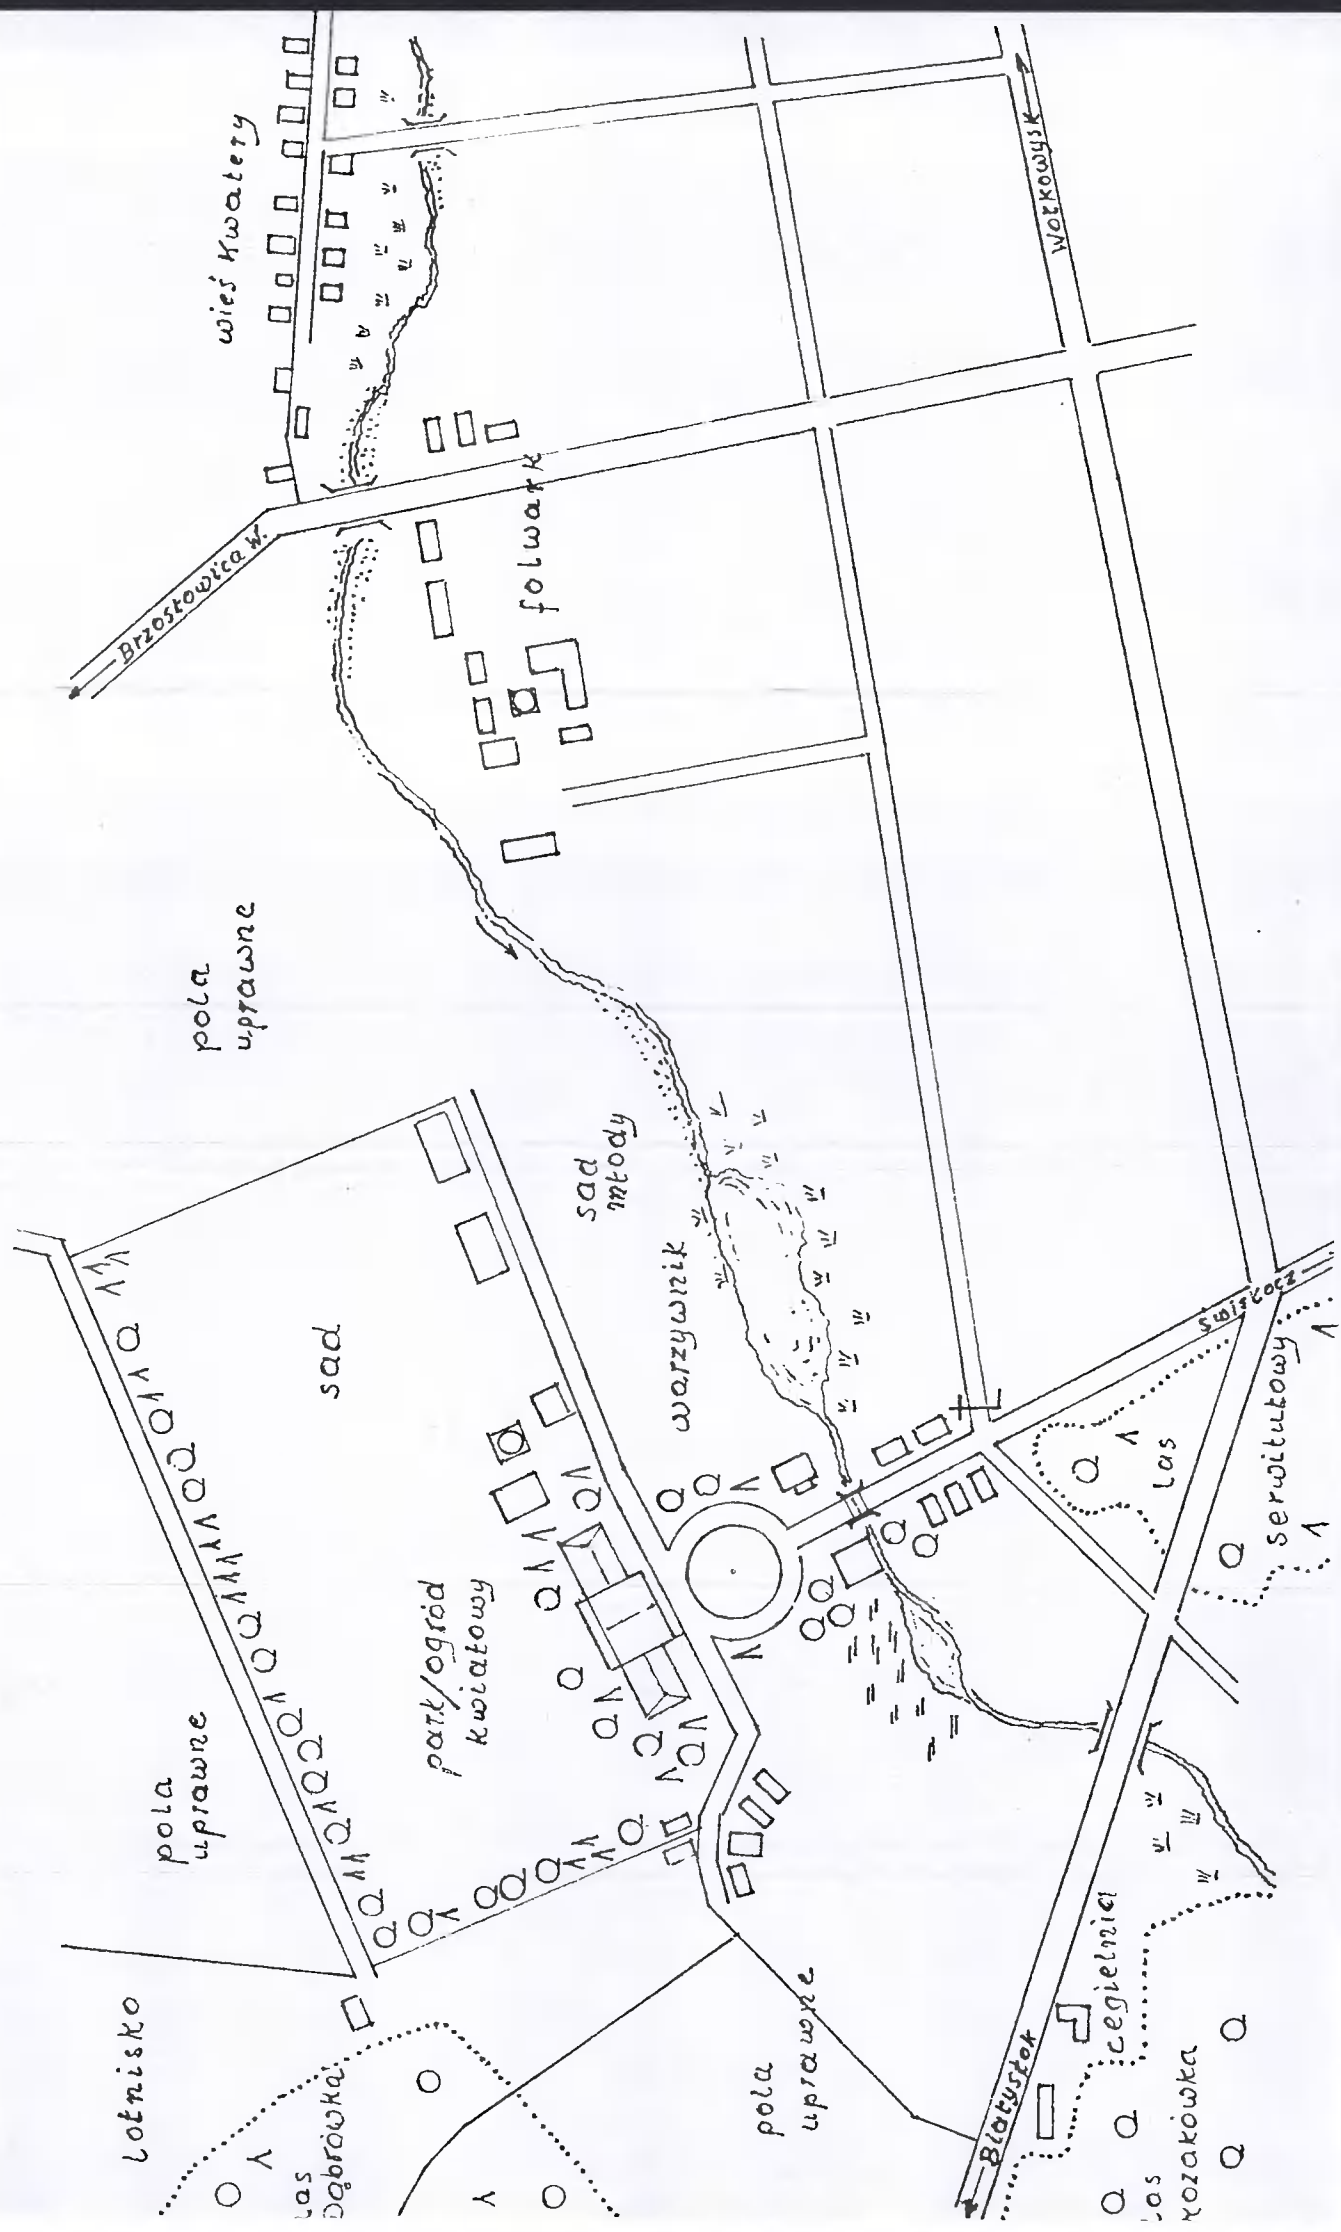 wieś Kwatery
Brzostowica W.
Wołkowysk
folwark
pola
uprawne
sad
młody
warzywnik
sad
park/ogród
kwiatowy
pola
uprawne
Świsłocz
las
serwitutowy
lotnisko
las
Dąbrówka
pola
uprawne
Białystok
cegielnia
las
rozakówka